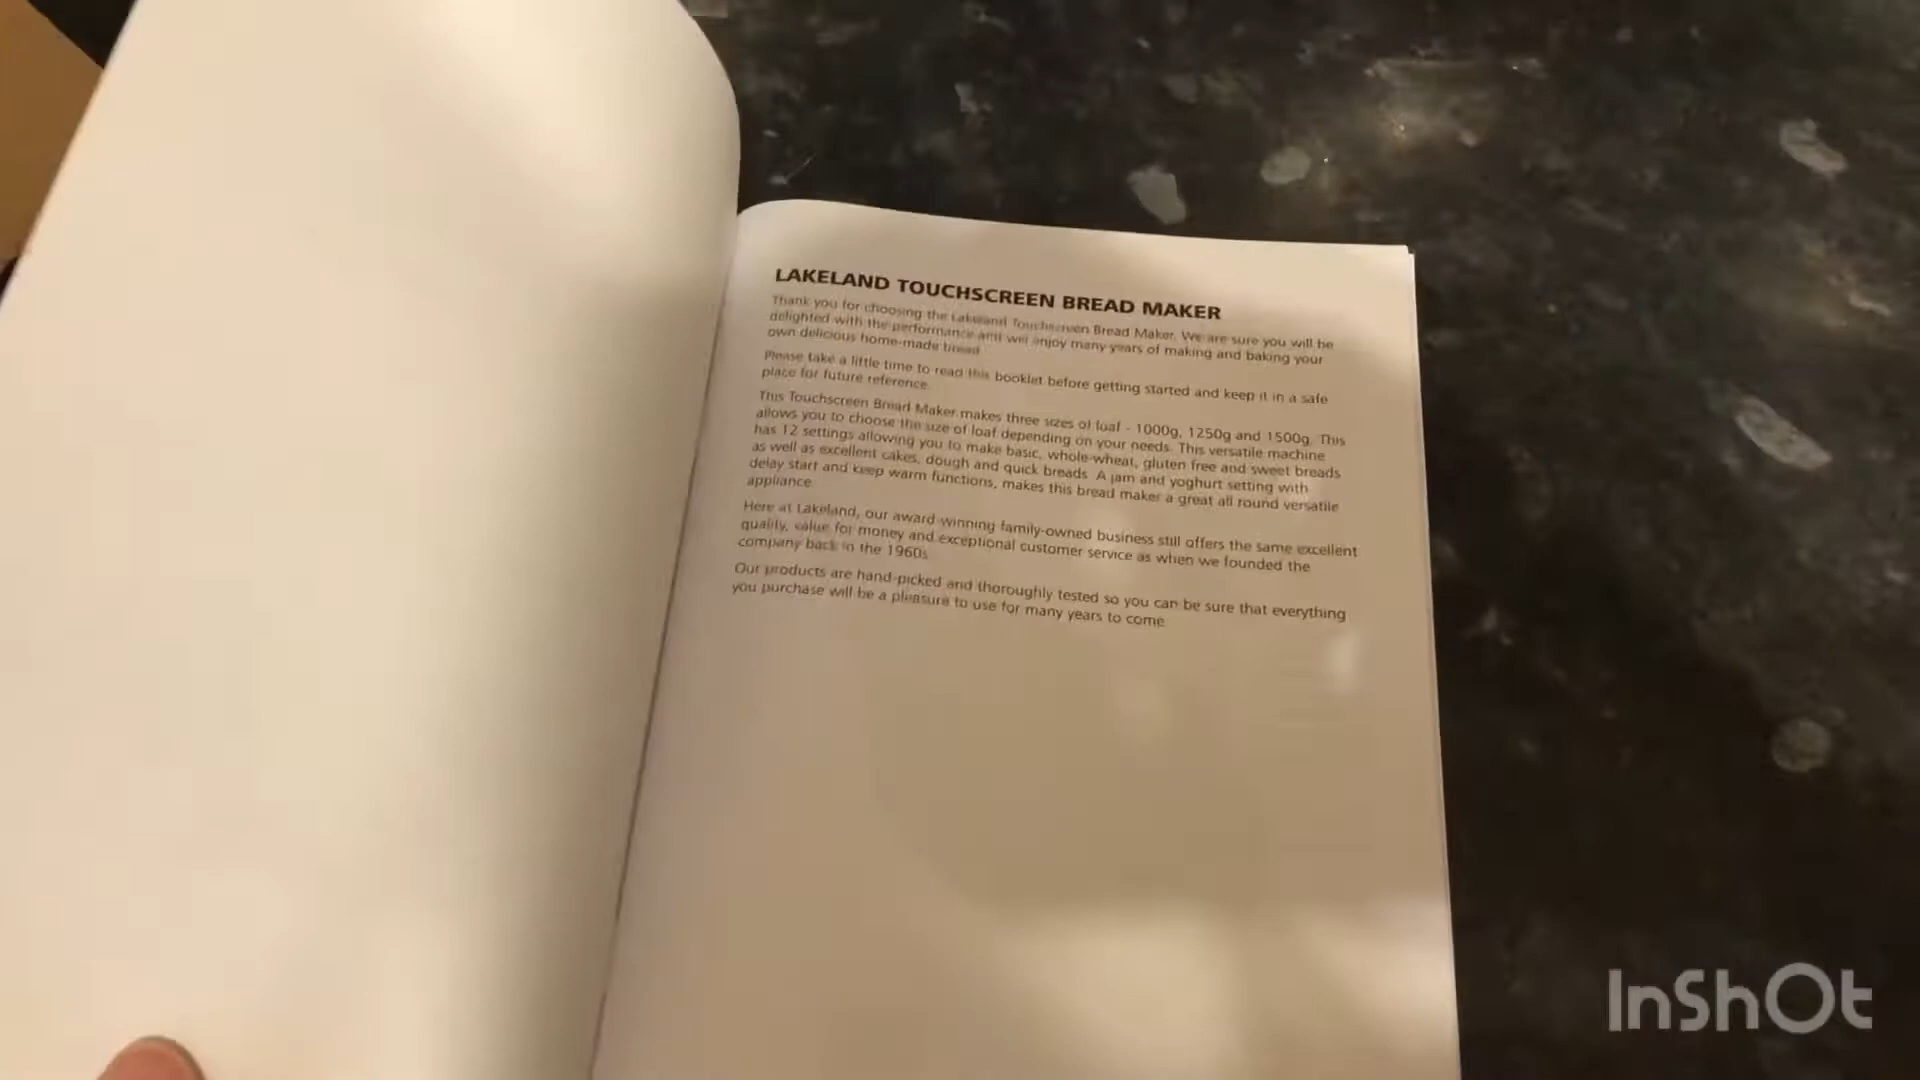 LAKELAND TOUCHSCREEN BREAD MAKER
Thank you for choosing the Lakeland Touchscreen Bread Maker. We are sure you will be
delighted with the performance and will enjoy many years of making and baking your
own delicious home-made bread.
Please take a little time to read this booklet before getting started and keep it in a safe
place for future reference.
This Touchscreen Bread Maker makes three sizes of loaf - 1000g, 1250g and 1500g. This
allows you to choose the size of loaf depending on your needs. This versatile machine
has 12 settings allowing you to make basic, whole-wheat, gluten free and sweet breads
as well as excellent cakes, dough and quick breads. A jam and yoghurt setting with
delay start and keep warm functions, makes this bread maker a great all round versatile
appliance.
Here at Lakeland, our award-winning family-owned business still offers the same excellent
quality, value for money and exceptional customer service as when we founded the
company back in the 1960s.
Our products are hand-picked and thoroughly tested so you can be sure that everything
you purchase will be a pleasure to use for many years to come.
InShOt